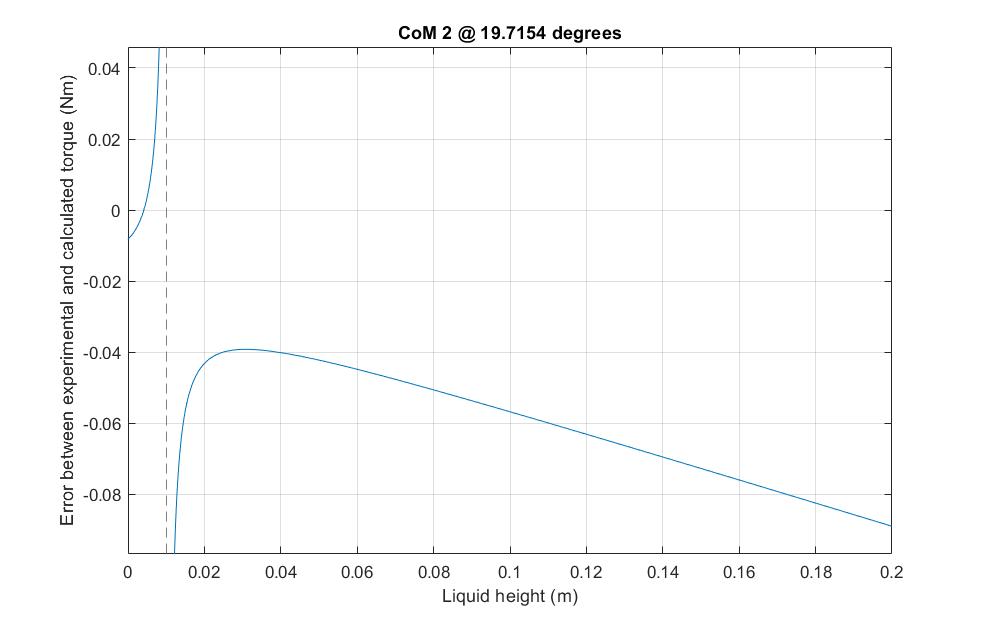 CoM 2 @ 19.7154 degrees
Error between experimental and calculated torque (Nm)
0.04
0.02
0
-0.02
-0.04
-0.06
-0.08
0 0.02 0.04 0.06 0.08 0.1 0.12 0.14 0.16 0.18 0.2
Liquid height (m)